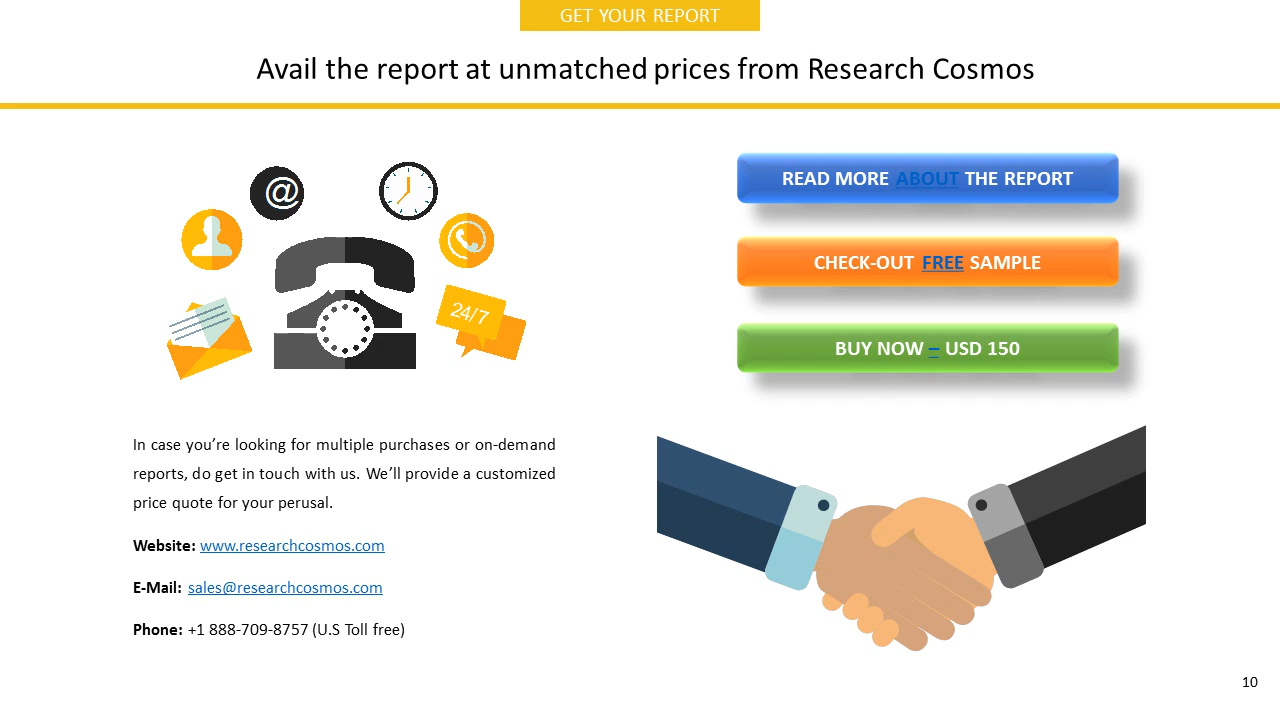 GET YOUR REPORT
Avail the report at unmatched prices from Research Cosmos
@
24/7
READ MORE ABOUT THE REPORT
CHECK-OUT FREE SAMPLE
BUY NOW – USD 150
In case you’re looking for multiple purchases or on-demand
reports, do get in touch with us. We’ll provide a customized
price quote for your perusal.
Website: www.researchcosmos.com
E-Mail: sales@researchcosmos.com
Phone: +1 888-709-8757 (U.S Toll free)
10